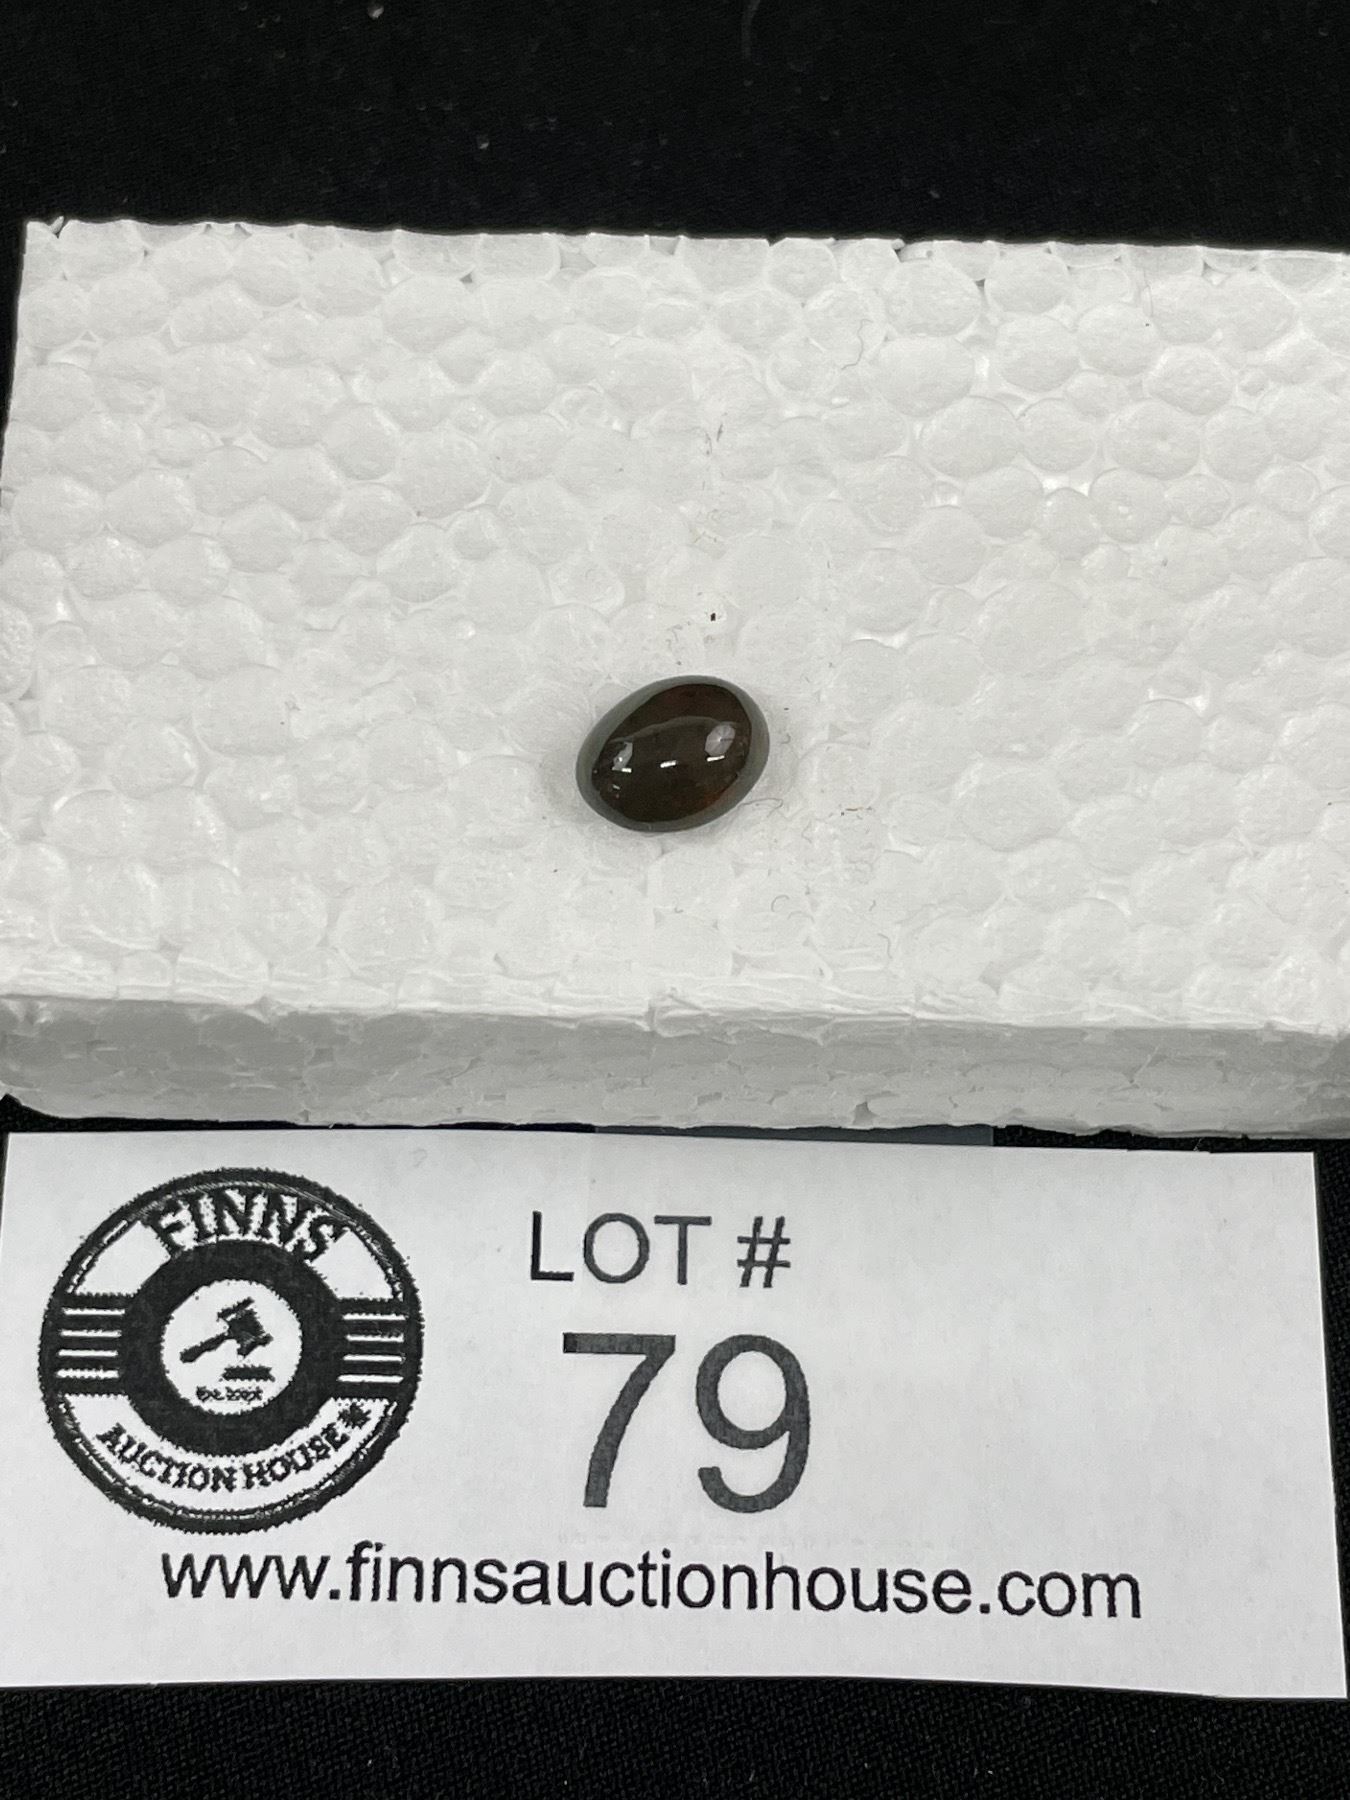 FINNS
AUCTION HOUSE
LOT #
79
www.finnsauctionhouse.com